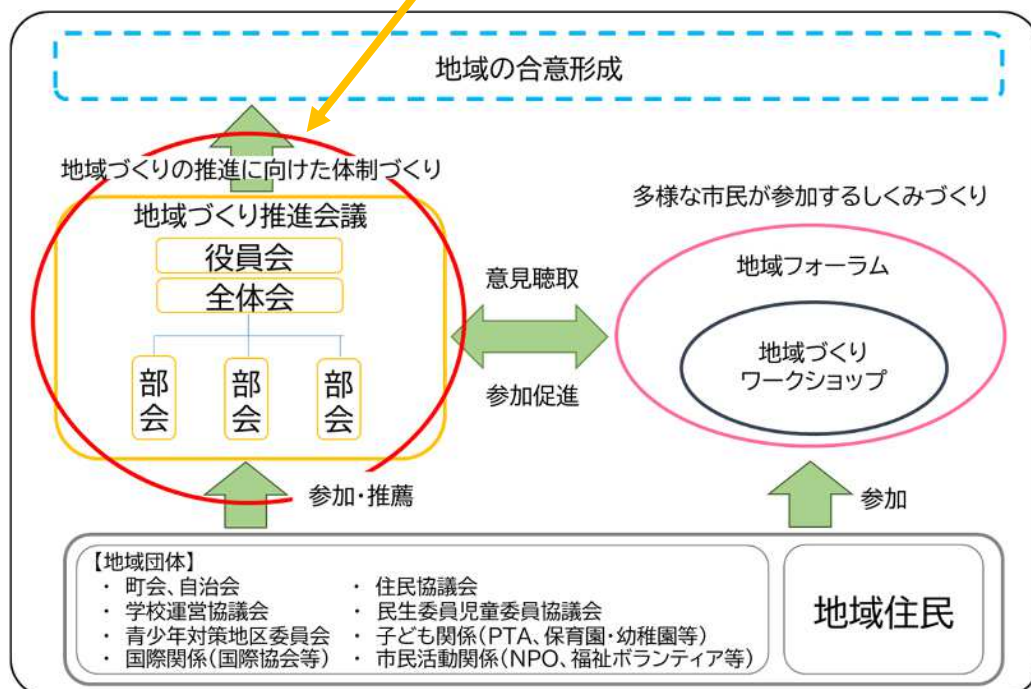 地域の合意形成
地域づくりの推進に向けた体制づくり
地域づくり推進会議
役員会
全体会
部会
部会
部会
意見聴取
参加促進
多様な市民が参加するしくみづくり
地域フォーラム
地域づくり
ワークショップ
参加・推薦
参加
【地域団体】
・ 町会、自治会
・ 学校運営協議会
・ 青少年対策地区委員会
・ 国際関係(国際協会等)
・ 住民協議会
・ 民生委員児童委員協議会
・ 子ども関係(PTA、保育園・幼稚園等)
・ 市民活動関係(NPO、福祉ボランティア等)
地域住民